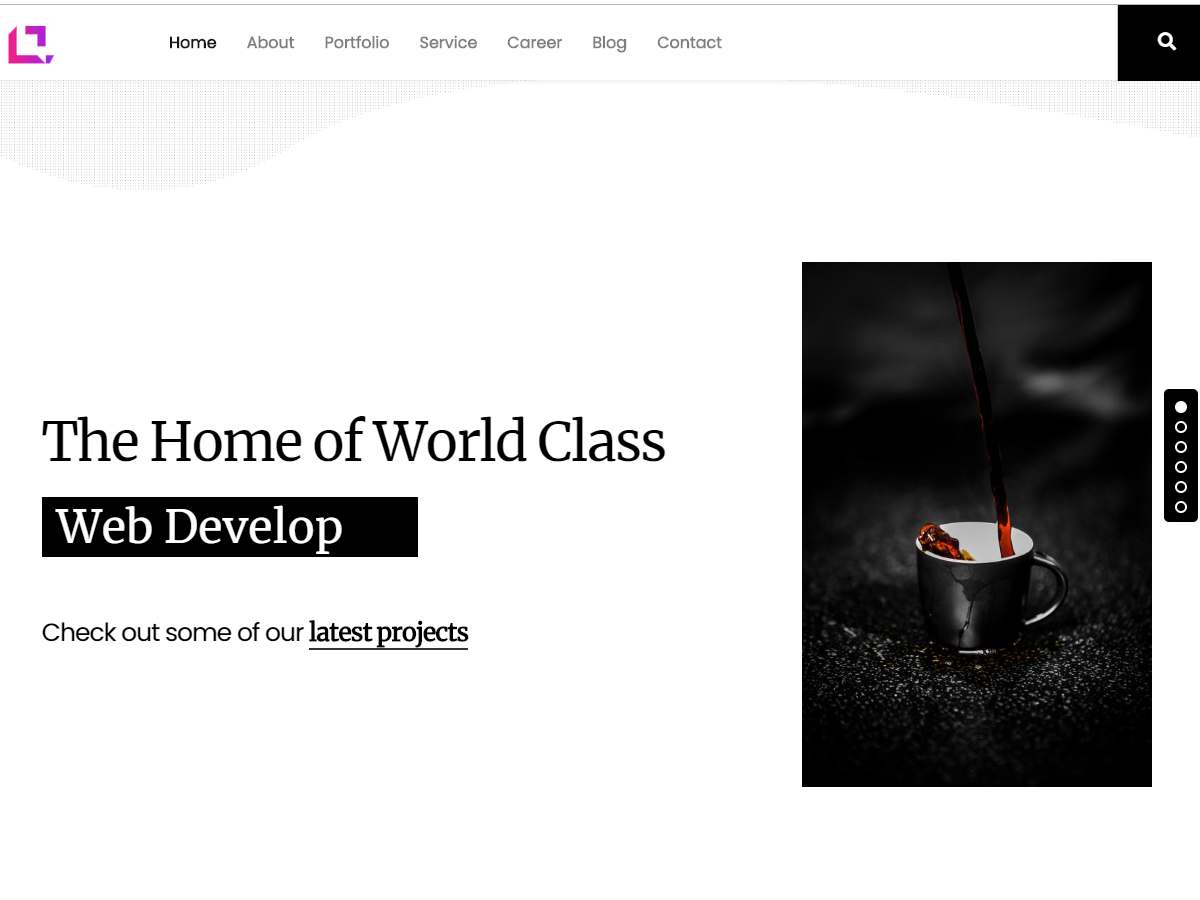 Home About Portfolio Service Career Blog Contact
The Home of World Class
Web Develop
Check out some of our latest projects